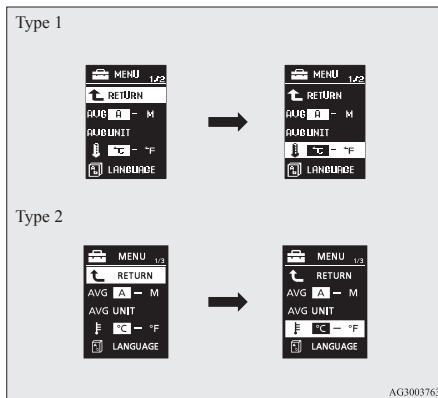 Type 1
MENU 1/2
RETURN
AVG A - M
AVG UNIT
°C - °F
LANGUAGE
MENU 1/2
RETURN
AVG A - M
AVG UNIT
°C - °F
LANGUAGE
Type 2
MENU 1/3
RETURN
AVG A — M
AVG UNIT
°C — °F
LANGUAGE
MENU 1/3
RETURN
AVG A — M
AVG UNIT
°C — °F
LANGUAGE
AG3003763